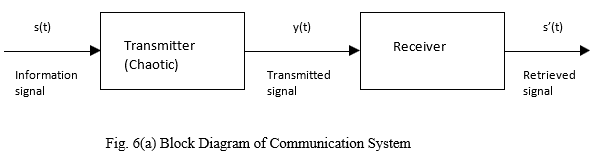 s(t)
Information
signal
Transmitter
(Chaotic)
y(t)
Transmitted
signal
Receiver
s’(t)
Retrieved
signal
Fig. 6(a) Block Diagram of Communication System